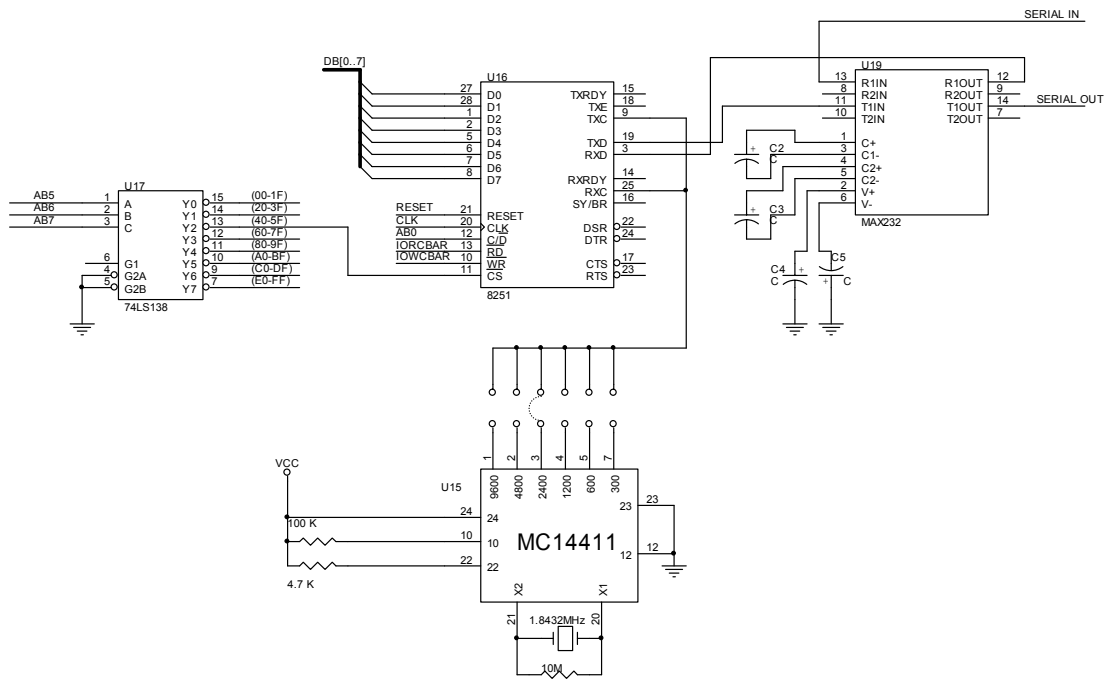 SERIAL IN
DB[0..7]
U16
U19
27 D0 TXRDY 15
28 D1 TXE 18
1 D2 TXC 9
2 D3
5 D4 TXD 19
6 D5 RXD 3
7 D6
8 D7 RXRDY 14
RXC 25
SY/BR 16
RESET 21 RESET
CLK 20 CLK DSR 22
AB0 12 C/D DTR 24
IORCBAR 13 RD
IOWCBAR 10 WR CTS 17
11 CS RTS 23
8251
13 R1IN R1OUT 12
8 R2IN R2OUT 9
11 T1IN T1OUT 14 SERIAL OUT
10 T2IN T2OUT 7
1 C+
3 C1-
4 C2+
5 C2-
2 V+
6 V-
MAX232
+ C2
C
+ C3
C
C4 +
C
C5
+ C
U17
AB5 1 A Y0 15 (00-1F)
AB6 2 B Y1 14 (20-3F)
AB7 3 C Y2 13 (40-5F)
Y3 12 (60-7F)
Y4 11 (80-9F)
6 G1 Y5 10 (A0-BF)
4 G2A Y6 9 (C0-DF)
5 G2B Y7 7 (E0-FF)
74LS138
1 2 3 4 5 7
9600 4800 2400 1200 600 300
VCC
U15
24 24
100 K
10 10
22 22
4.7 K
MC14411
23 23
12 12
X2 X1
21 20
1.8432MHz
10M